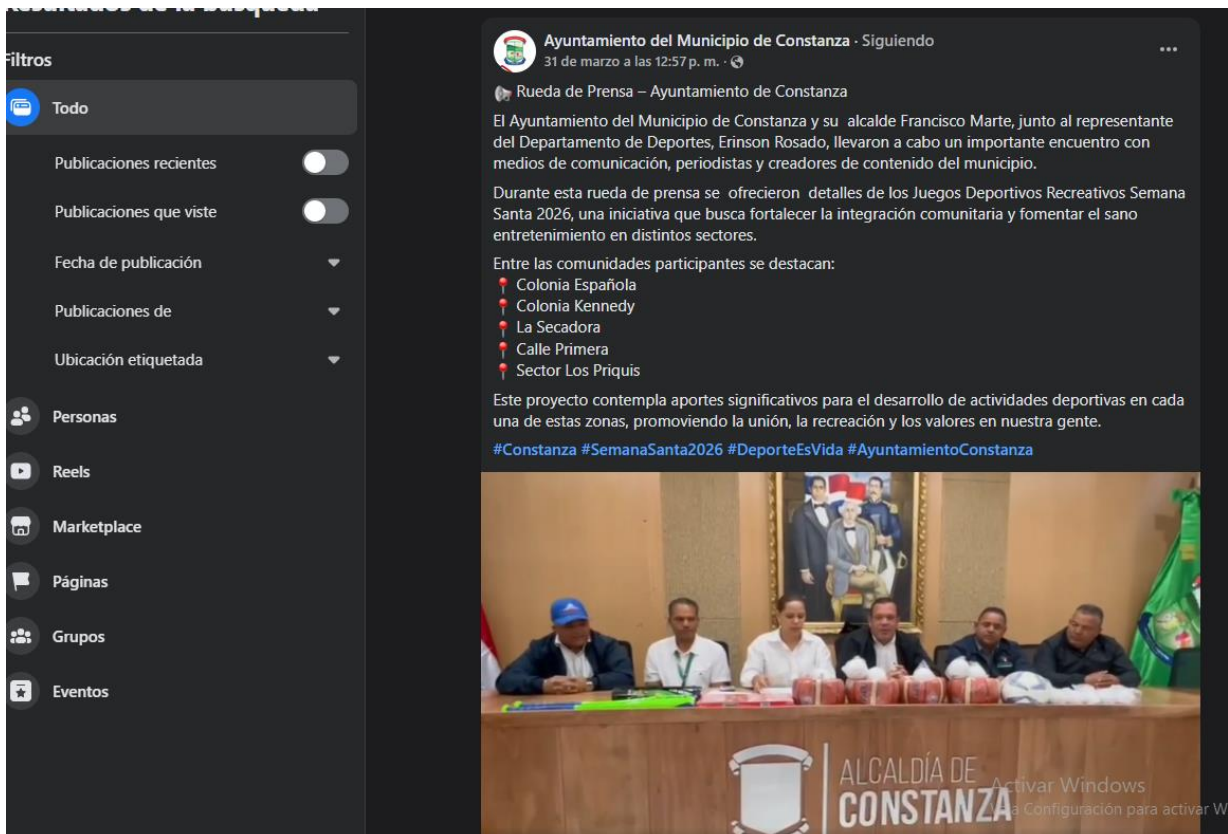 Resultados de la búsqueda
Filtros
Todo
Publicaciones recientes
Publicaciones que viste
Fecha de publicación
Publicaciones de
Ubicación etiquetada
Personas
Reels
Marketplace
Páginas
Grupos
Eventos
Ayuntamiento del Municipio de Constanza · Siguiendo
31 de marzo a las 12:57 p. m. ·
Rueda de Prensa – Ayuntamiento de Constanza
El Ayuntamiento del Municipio de Constanza y su alcalde Francisco Marte, junto al representante
del Departamento de Deportes, Erinson Rosado, llevaron a cabo un importante encuentro con
medios de comunicación, periodistas y creadores de contenido del municipio.
Durante esta rueda de prensa se ofrecieron detalles de los Juegos Deportivos Recreativos Semana
Santa 2026, una iniciativa que busca fortalecer la integración comunitaria y fomentar el sano
entretenimiento en distintos sectores.
Entre las comunidades participantes se destacan:
📍 Colonia Española
📍 Colonia Kennedy
📍 La Secadora
📍 Calle Primera
📍 Sector Los Priquis
Este proyecto contempla aportes significativos para el desarrollo de actividades deportivas en cada
una de estas zonas, promoviendo la unión, la recreación y los valores en nuestra gente.
#Constanza #SemanaSanta2026 #DeporteEsVida #AyuntamientoConstanza
ALCALDÍA DE
CONSTANZA
Activar Windows
Configuración para activar W